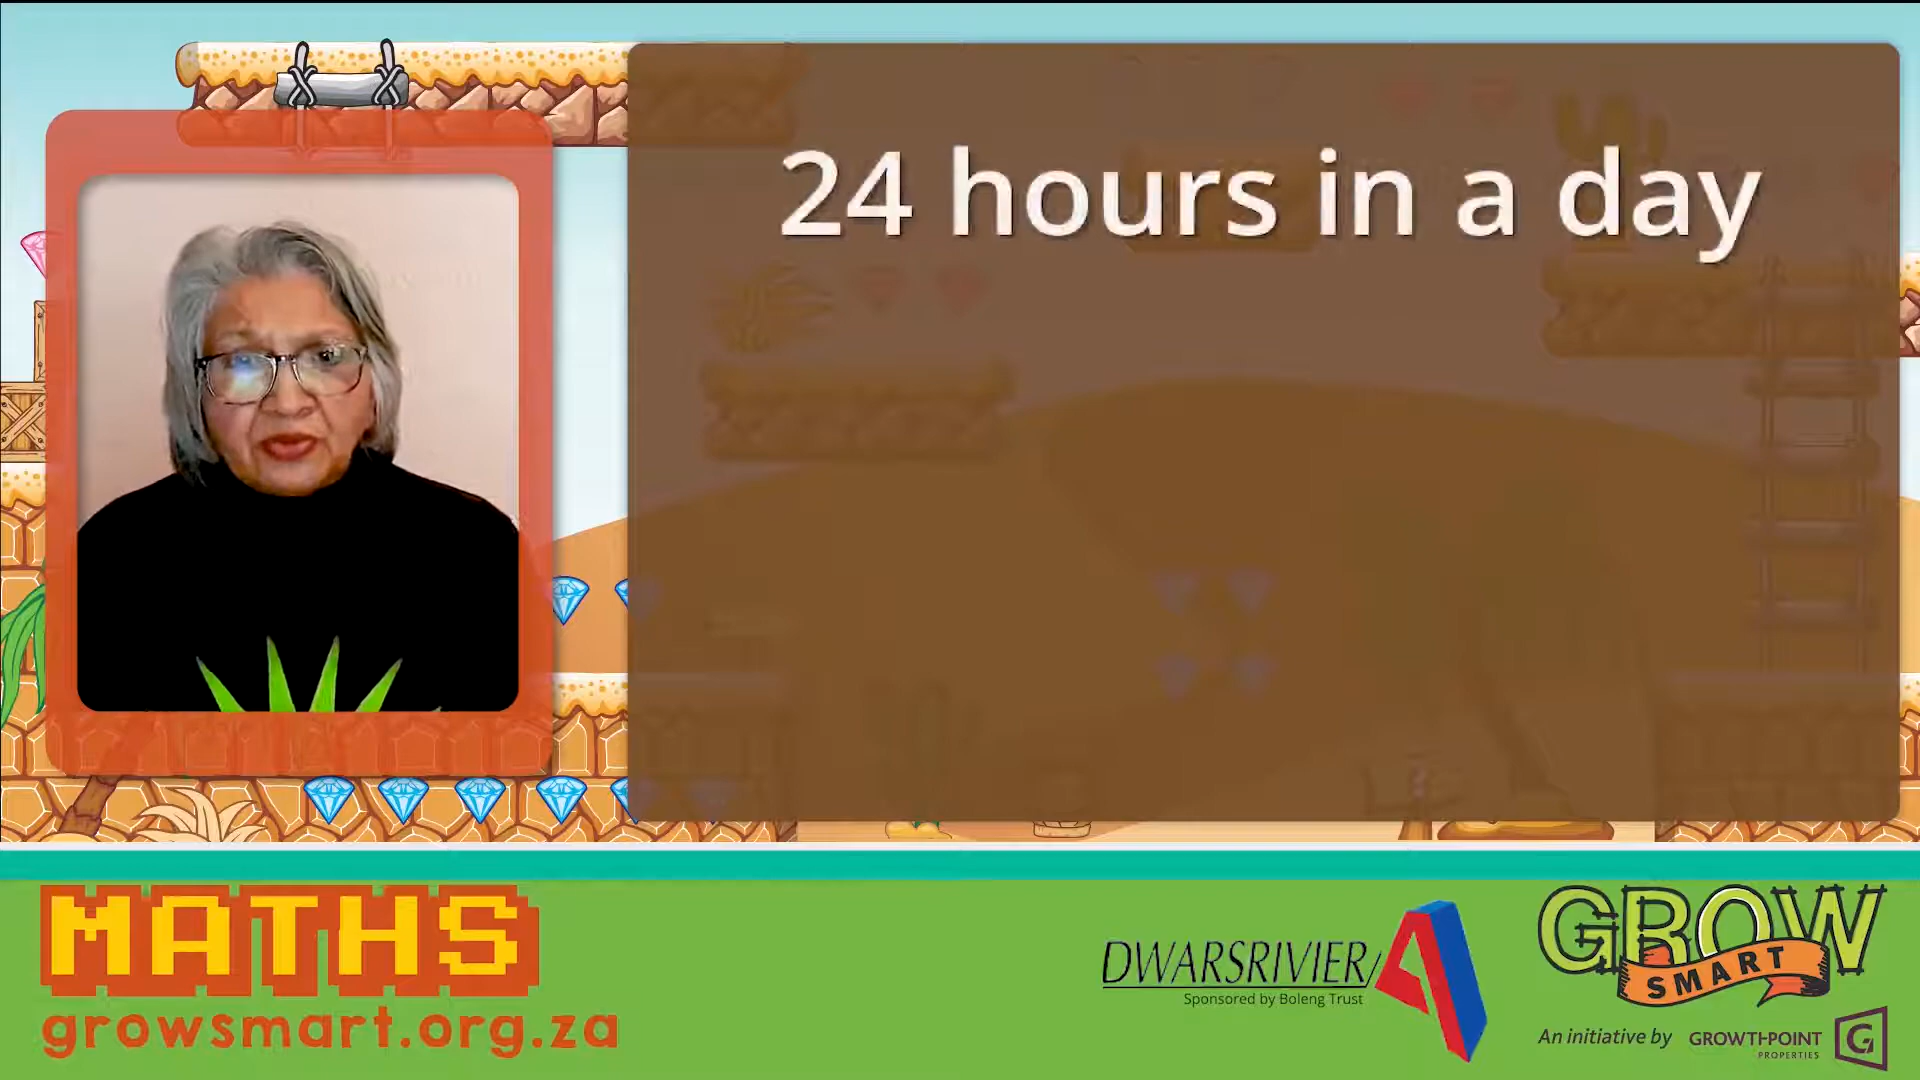 24 hours in a day
MATHS
growsmart.org.za
DWARSRIVIER
Sponsored by Boleng Trust
GROW
SMART
An initiative by
GROWTHPOINT
PROPERTIES